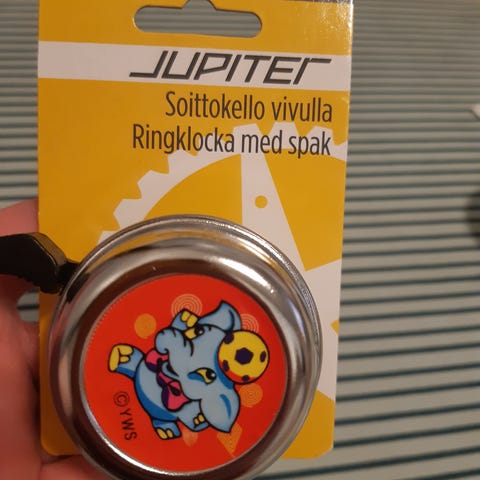 JUPITER
Soittokello vivulla
Ringklocka med spak
©YWS